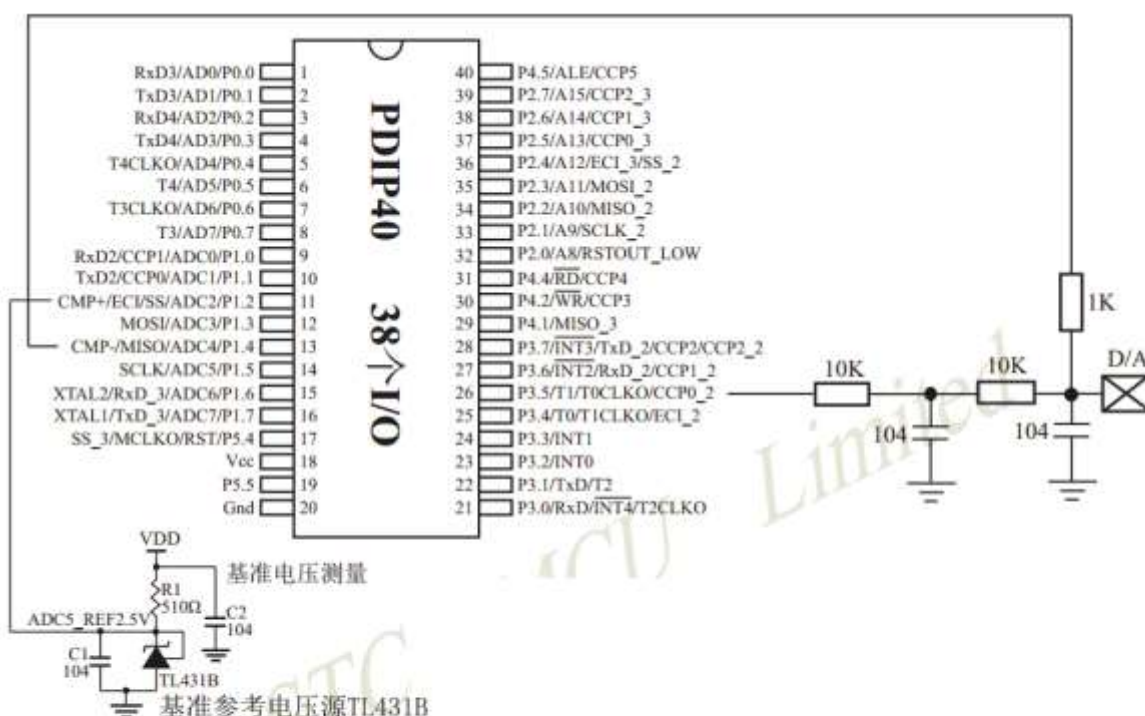 RxD3/AD0/P0.0 1
TxD3/AD1/P0.1 2
RxD4/AD2/P0.2 3
TxD4/AD3/P0.3 4
T4CLKO/AD4/P0.4 5
T4/AD5/P0.5 6
T3CLKO/AD6/P0.6 7
T3/AD7/P0.7 8
RxD2/CCP1/ADC0/P1.0 9
TxD2/CCP0/ADC1/P1.1 10
CMP+/ECI/SS/ADC2/P1.2 11
MOSI/ADC3/P1.3 12
CMP-/MISO/ADC4/P1.4 13
SCLK/ADC5/P1.5 14
XTAL2/RxD_3/ADC6/P1.6 15
XTAL1/TxD_3/ADC7/P1.7 16
SS_3/MCLKO/RST/P5.4 17
Vcc 18
P5.5 19
Gnd 20
PDIP40 38个I/O
40 P4.5/ALE/CCP5
39 P2.7/A15/CCP2_3
38 P2.6/A14/CCP1_3
37 P2.5/A13/CCP0_3
36 P2.4/A12/ECI_3/SS_2
35 P2.3/A11/MOSI_2
34 P2.2/A10/MISO_2
33 P2.1/A9/SCLK_2
32 P2.0/A8/RSTOUT_LOW
31 P4.4/RD/CCP4
30 P4.2/WR/CCP3
29 P4.1/MISO_3
28 P3.7/INT3/TxD_2/CCP2/CCP2_2
27 P3.6/INT2/RxD_2/CCP1_2
26 P3.5/T1/T0CLKO/CCP0_2
25 P3.4/T0/T1CLKO/ECI_2
24 P3.3/INT1
23 P3.2/INT0
22 P3.1/TxD/T2
21 P3.0/RxD/INT4/T2CLKO
1K
D/A
10K
10K
104
104
VDD
基准电压测量
R1
510Ω
ADC5_REF2.5V
C2
104
C1
104
TL431B
基准参考电压源TL431B
STC MCU Limited